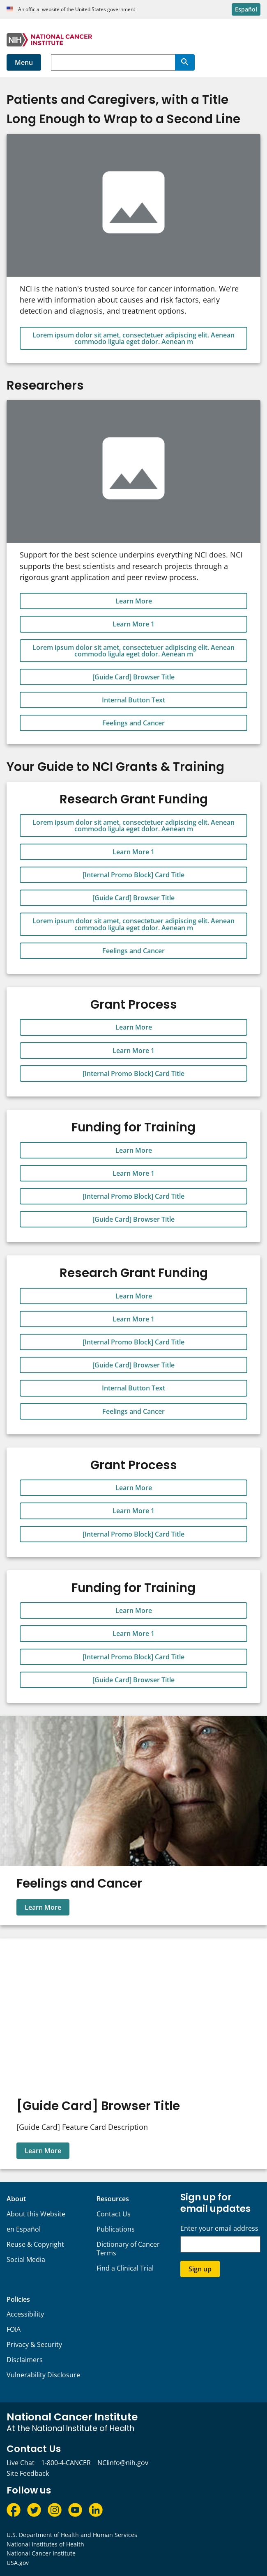 An official website of the United States government
Español
NIH
NATIONAL CANCER
INSTITUTE
Menu
Patients and Caregivers, with a Title
Long Enough to Wrap to a Second Line
NCI is the nation's trusted source for cancer information. We're
here with information about causes and risk factors, early
detection and diagnosis, and treatment options.
Lorem ipsum dolor sit amet, consectetuer adipiscing elit. Aenean
commodo ligula eget dolor. Aenean m
Researchers
Support for the best science underpins everything NCI does. NCI
supports the best scientists and research projects through a
rigorous grant application and peer review process.
Learn More
Learn More 1
Lorem ipsum dolor sit amet, consectetuer adipiscing elit. Aenean
commodo ligula eget dolor. Aenean m
[Guide Card] Browser Title
Internal Button Text
Feelings and Cancer
Your Guide to NCI Grants & Training
Research Grant Funding
Lorem ipsum dolor sit amet, consectetuer adipiscing elit. Aenean
commodo ligula eget dolor. Aenean m
Learn More 1
[Internal Promo Block] Card Title
[Guide Card] Browser Title
Lorem ipsum dolor sit amet, consectetuer adipiscing elit. Aenean
commodo ligula eget dolor. Aenean m
Feelings and Cancer
Grant Process
Learn More
Learn More 1
[Internal Promo Block] Card Title
Funding for Training
Learn More
Learn More 1
[Internal Promo Block] Card Title
[Guide Card] Browser Title
Research Grant Funding
Learn More
Learn More 1
[Internal Promo Block] Card Title
[Guide Card] Browser Title
Internal Button Text
Feelings and Cancer
Grant Process
Learn More
Learn More 1
[Internal Promo Block] Card Title
Funding for Training
Learn More
Learn More 1
[Internal Promo Block] Card Title
[Guide Card] Browser Title
Feelings and Cancer
Learn More
[Guide Card] Browser Title
[Guide Card] Feature Card Description
Learn More
About
About this Website
en Español
Reuse & Copyright
Social Media
Resources
Contact Us
Publications
Dictionary of Cancer
Terms
Find a Clinical Trial
Sign up for
email updates
Enter your email address
Sign up
Policies
Accessibility
FOIA
Privacy & Security
Disclaimers
Vulnerability Disclosure
National Cancer Institute
At the National Institutes of Health
Contact Us
Live Chat 1-800-4-CANCER NCIinfo@nih.gov
Site Feedback
Follow us
U.S. Department of Health and Human Services
National Institutes of Health
National Cancer Institute
USA.gov